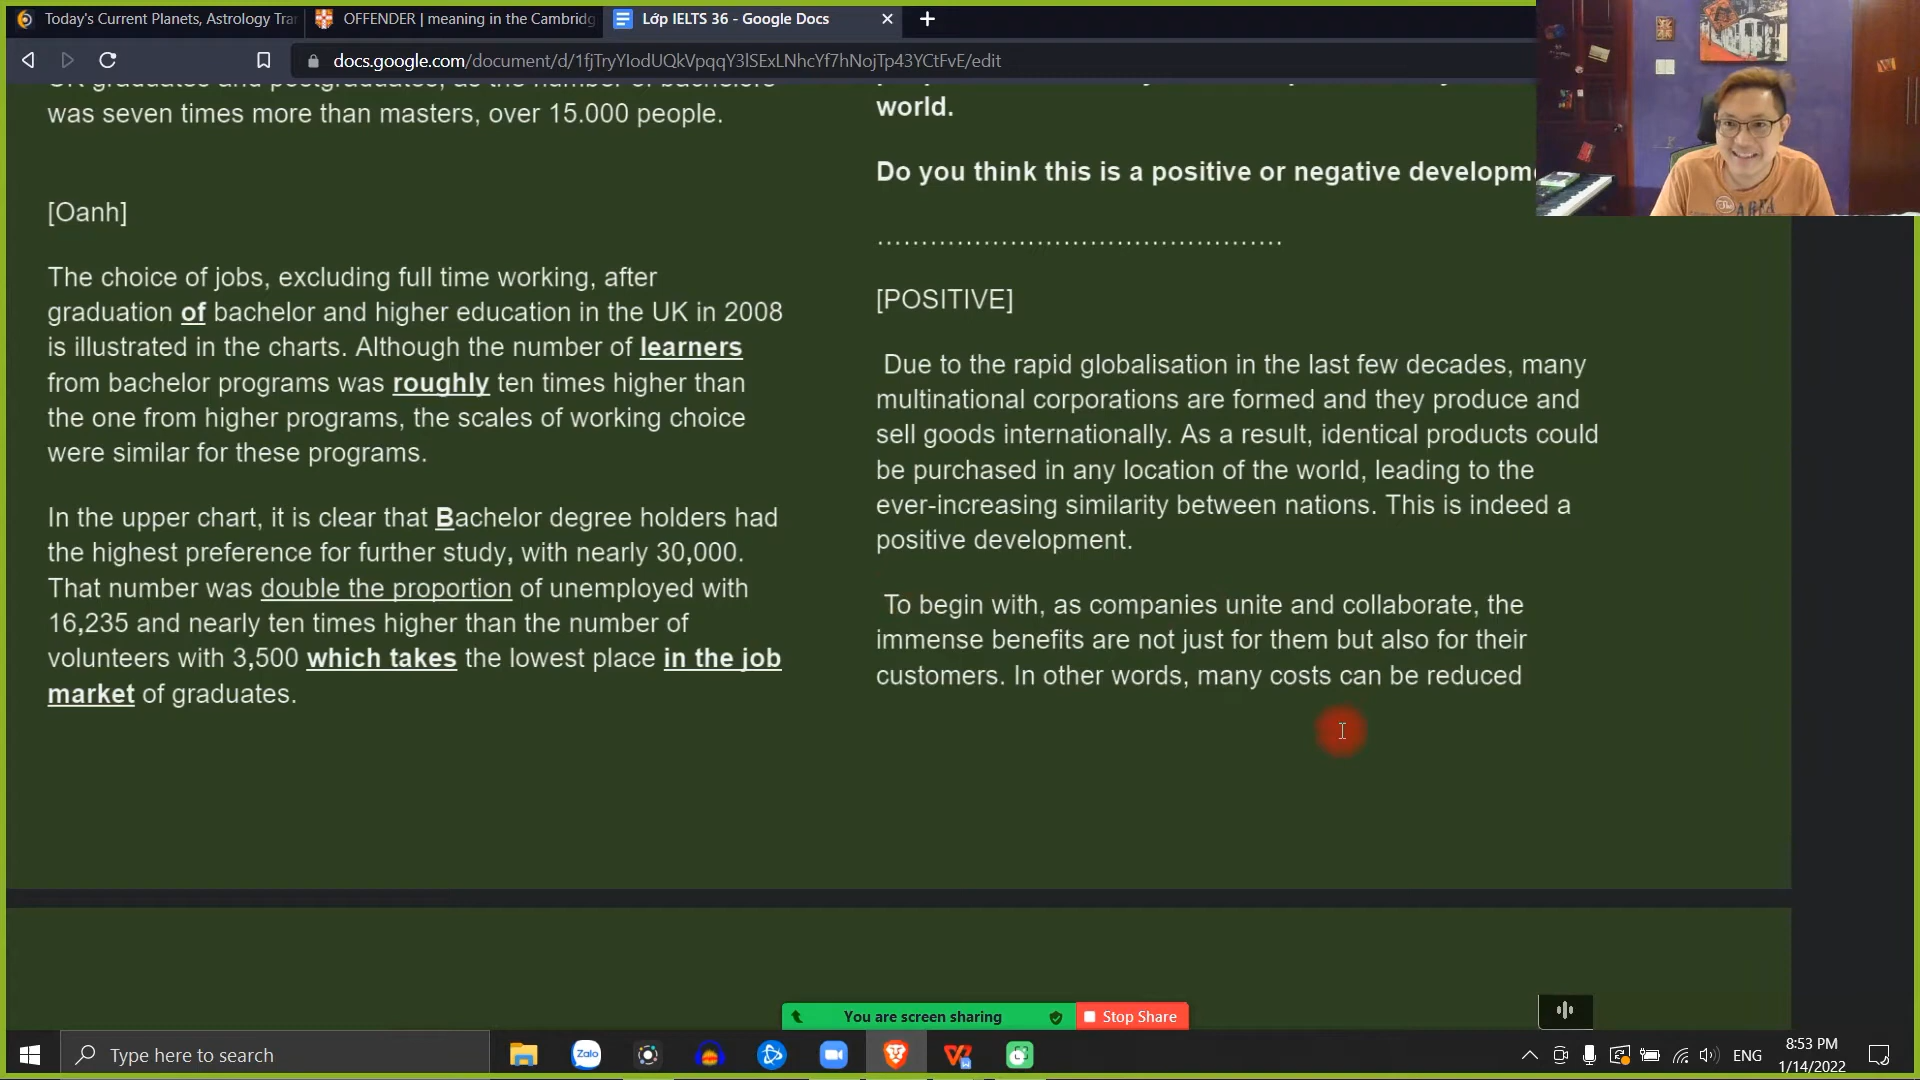 Today's Current Planets, Astrology Tra
OFFENDER | meaning in the Cambridg
Lớp IELTS 36 - Google Docs
docs.google.com/document/d/1fjTryYIodUQkVpqqY3lSExLNhcYf7hNojTp43YCtFvE/edit
was seven times more than masters, over 15.000 people.
[Oanh]
The choice of jobs, excluding full time working, after
graduation of bachelor and higher education in the UK in 2008
is illustrated in the charts. Although the number of learners
from bachelor programs was roughly ten times higher than
the one from higher programs, the scales of working choice
were similar for these programs.
In the upper chart, it is clear that Bachelor degree holders had
the highest preference for further study, with nearly 30,000.
That number was double the proportion of unemployed with
16,235 and nearly ten times higher than the number of
volunteers with 3,500 which takes the lowest place in the job
market of graduates.
world.
Do you think this is a positive or negative developm
..............................................
[POSITIVE]
Due to the rapid globalisation in the last few decades, many
multinational corporations are formed and they produce and
sell goods internationally. As a result, identical products could
be purchased in any location of the world, leading to the
ever-increasing similarity between nations. This is indeed a
positive development.
To begin with, as companies unite and collaborate, the
immense benefits are not just for them but also for their
customers. In other words, many costs can be reduced
You are screen sharing
Stop Share
Type here to search
Zalo
ENG
8:53 PM
1/14/2022